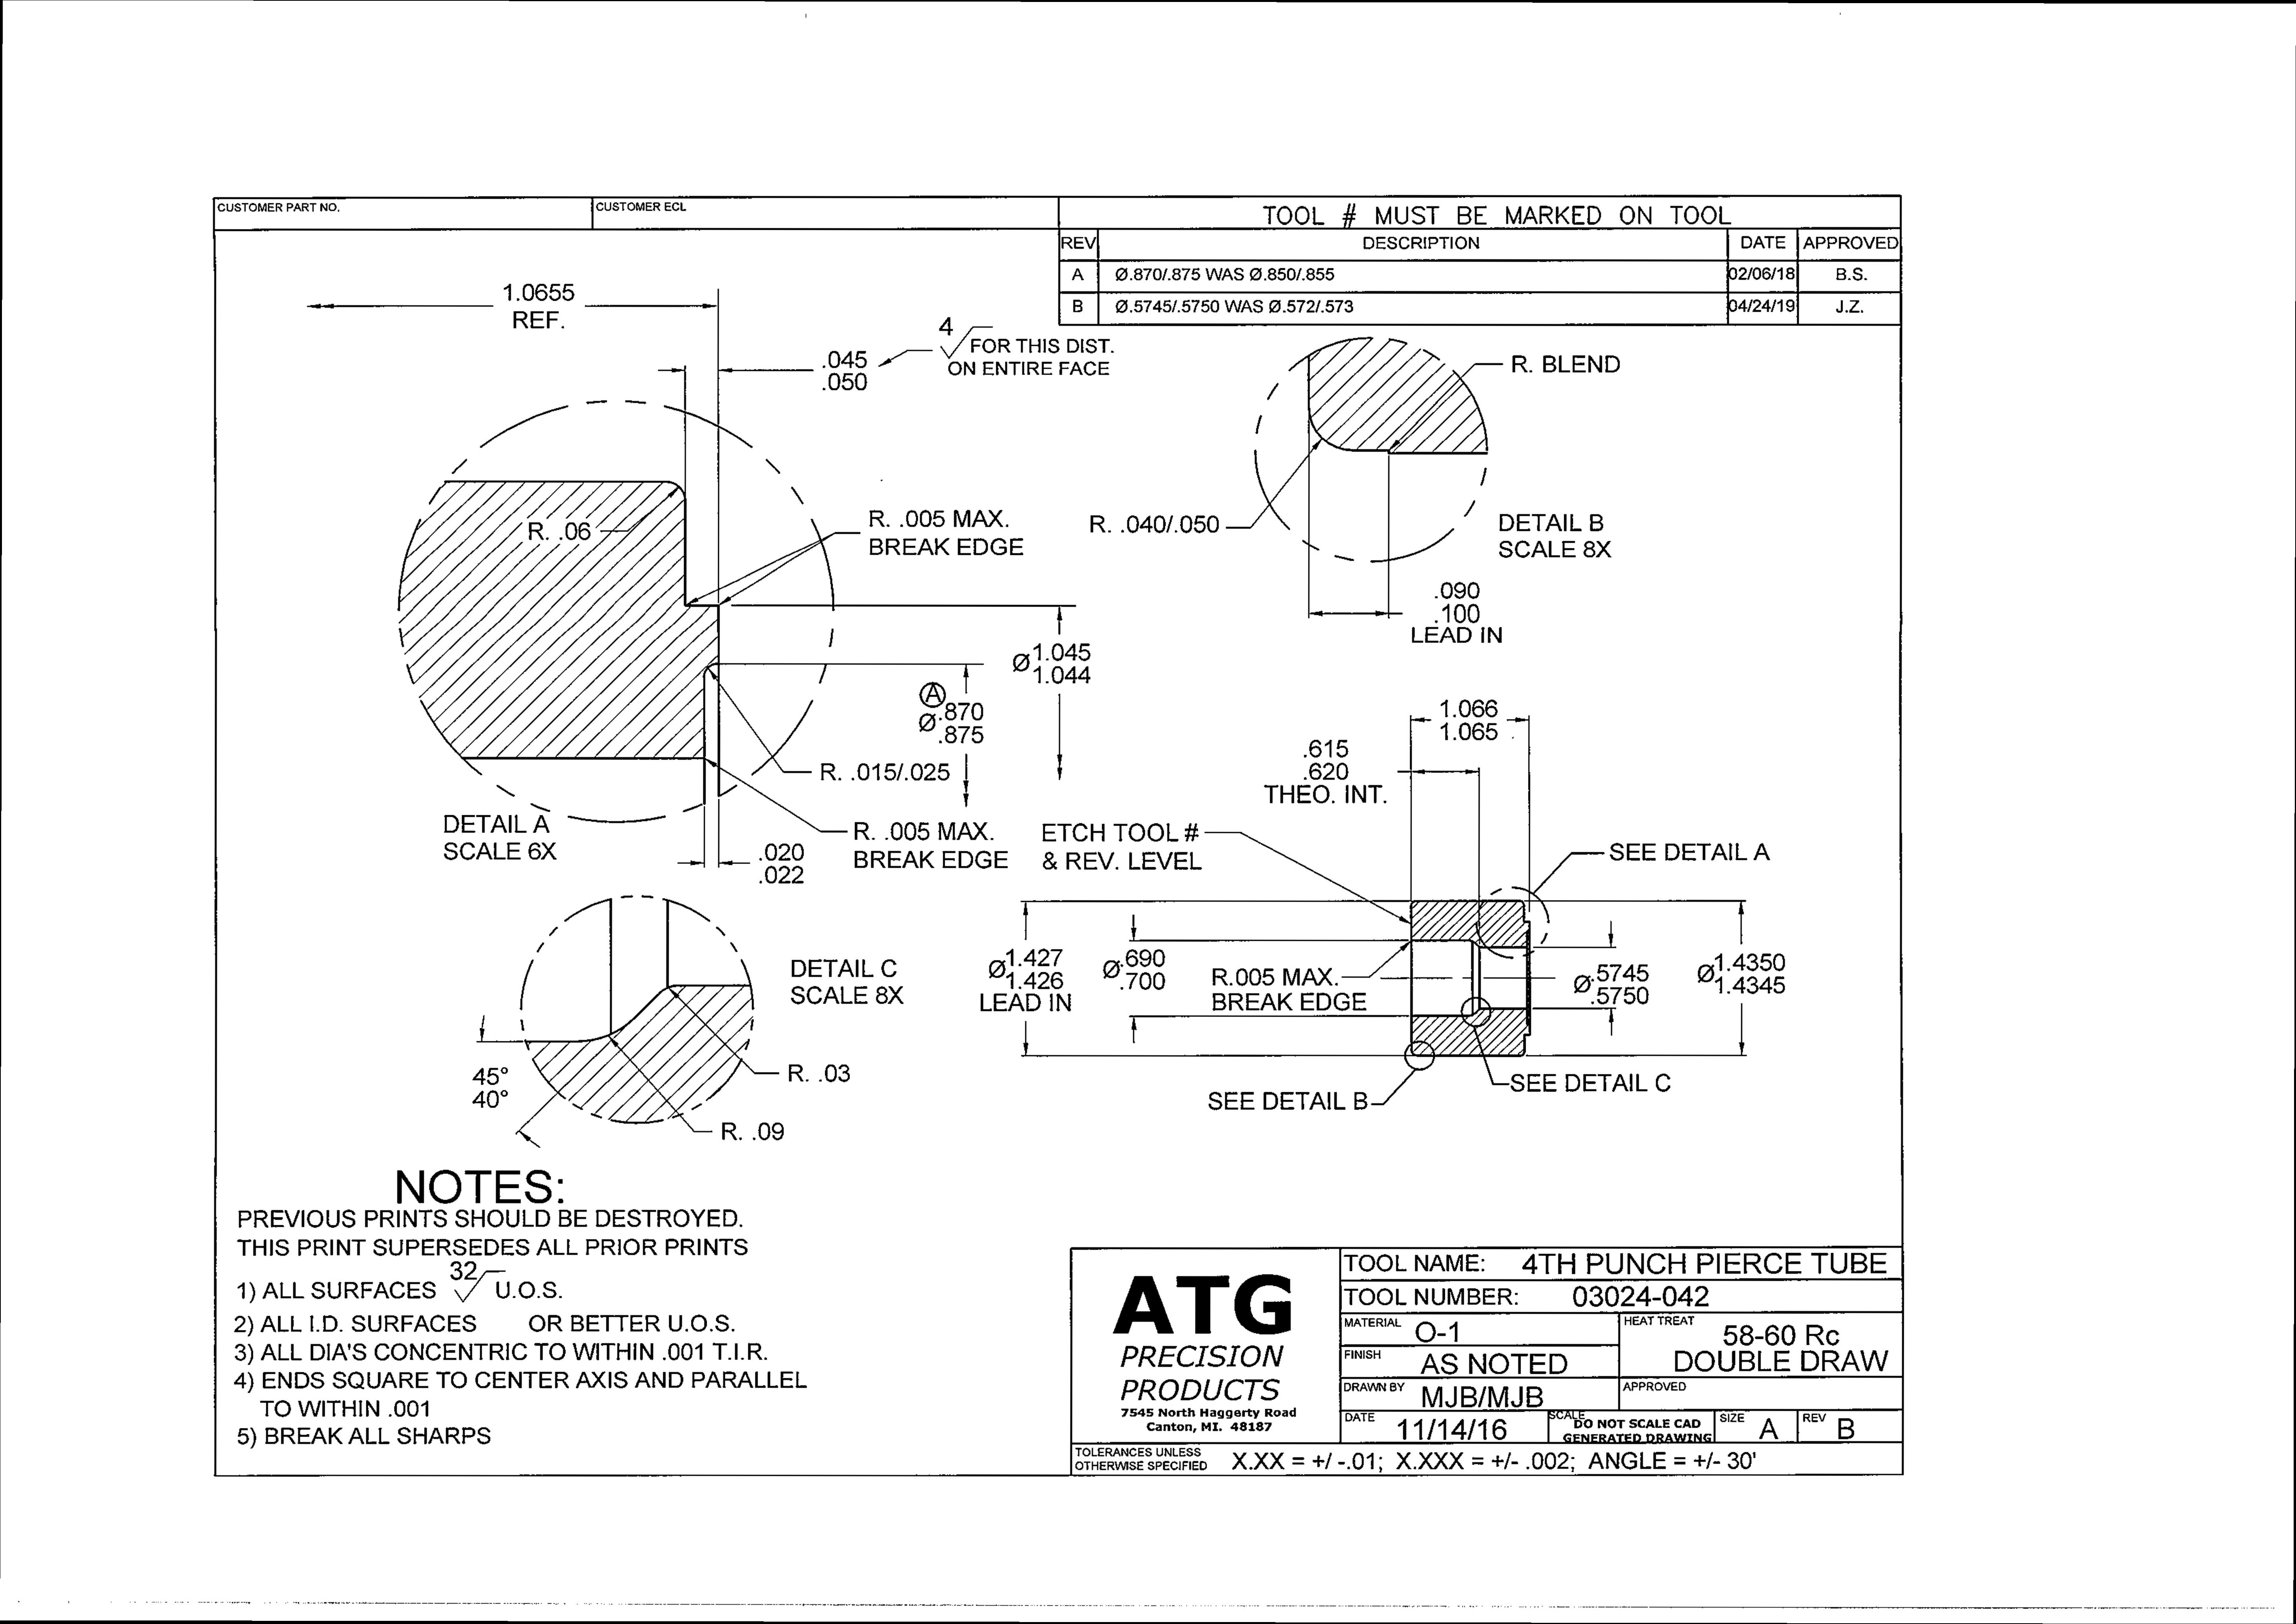 CUSTOMER PART NO.
CUSTOMER ECL
TOOL # MUST BE MARKED ON TOOL
REV DESCRIPTION DATE APPROVED
A Ø.870/.875 WAS Ø.850/.855 02/06/18 B.S.
B Ø.5745/.5750 WAS Ø.572/.573 04/24/19 J.Z.
1.0655
REF.
.045
.050
4
FOR THIS DIST.
ON ENTIRE FACE
R. .06
R. .005 MAX.
BREAK EDGE
Ø1.045
1.044
A
Ø.870
.875
R. .015/.025
R. .005 MAX.
BREAK EDGE
.020
.022
DETAIL A
SCALE 6X
R. BLEND
R. .040/.050
DETAIL B
SCALE 8X
.090
.100
LEAD IN
1.066
1.065
.615
.620
THEO. INT.
ETCH TOOL #
& REV. LEVEL
SEE DETAIL A
Ø1.427
1.426
LEAD IN
Ø.690
.700
R.005 MAX.
BREAK EDGE
Ø.5745
.5750
Ø1.4350
1.4345
SEE DETAIL B
SEE DETAIL C
DETAIL C
SCALE 8X
45°
40°
R. .03
R. .09
NOTES:
PREVIOUS PRINTS SHOULD BE DESTROYED.
THIS PRINT SUPERSEDES ALL PRIOR PRINTS
1) ALL SURFACES 32 U.O.S.
2) ALL I.D. SURFACES OR BETTER U.O.S.
3) ALL DIA'S CONCENTRIC TO WITHIN .001 T.I.R.
4) ENDS SQUARE TO CENTER AXIS AND PARALLEL
TO WITHIN .001
5) BREAK ALL SHARPS
ATG
PRECISION
PRODUCTS
7545 North Haggerty Road
Canton, MI. 48187
TOOL NAME: 4TH PUNCH PIERCE TUBE
TOOL NUMBER: 03024-042
MATERIAL O-1
HEAT TREAT 58-60 Rc
DOUBLE DRAW
FINISH AS NOTED
DRAWN BY MJB/MJB
APPROVED
DATE 11/14/16
SCALE DO NOT SCALE CAD
GENERATED DRAWING
SIZE A
REV B
TOLERANCES UNLESS
OTHERWISE SPECIFIED
X.XX = +/ -.01; X.XXX = +/- .002; ANGLE = +/- 30'